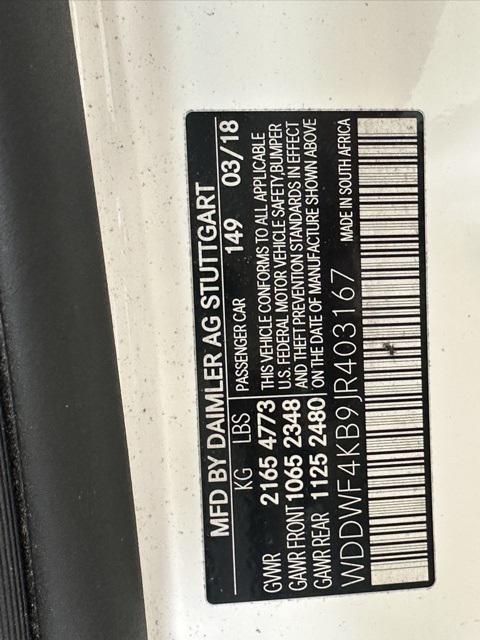 MFD BY DAIMLER AG STUTTGART
KG LBS PASSENGER CAR 149 03/18
GVWR 2165 4773 THIS VEHICLE CONFORMS TO ALL APPLICABLE
U.S. FEDERAL MOTOR VEHICLE SAFETY,BUMPER
GAWR FRONT 1065 2348 AND THEFT PREVENTION STANDARDS IN EFFECT
GAWR REAR 1125 2480 ON THE DATE OF MANUFACTURE SHOWN ABOVE
WDDWF4KB9JR403167 MADE IN SOUTH AFRICA